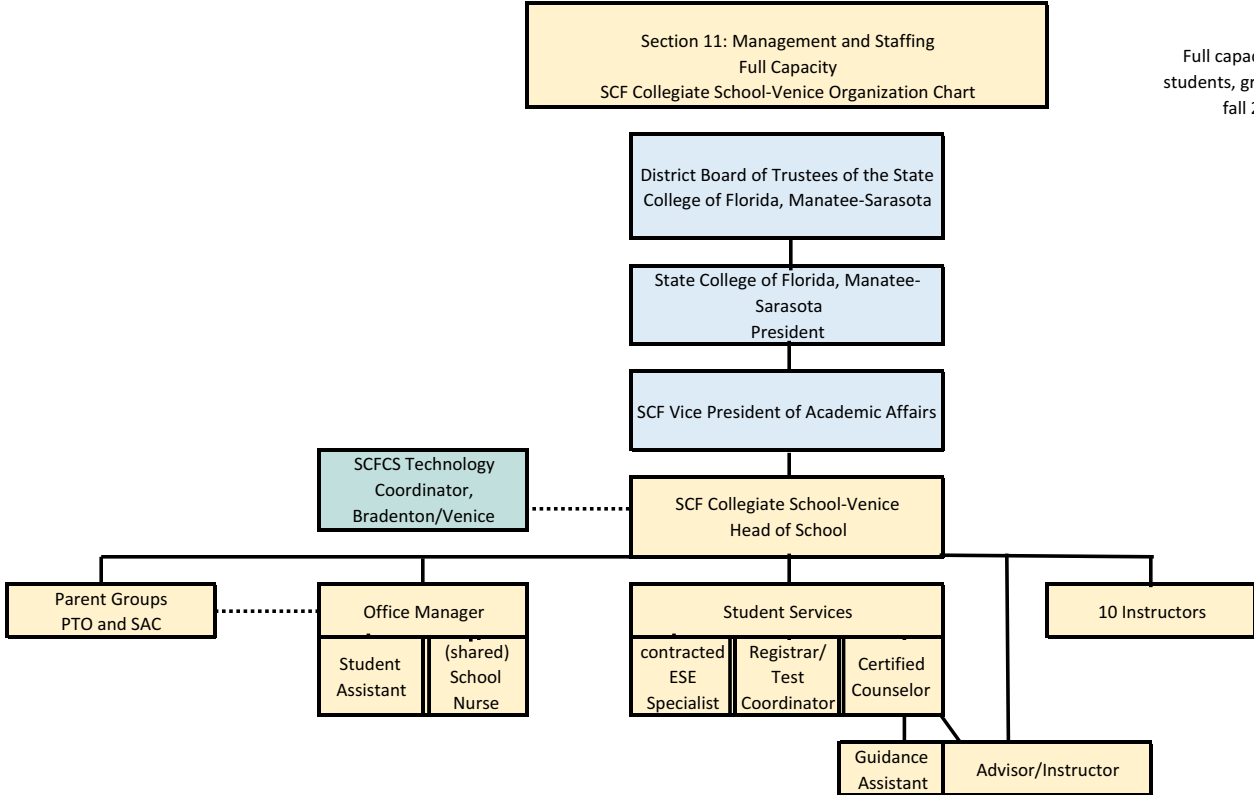 Section 11: Management and Staffing
Full Capacity
SCF Collegiate School-Venice Organization Chart
Full
students,
fall
District Board of Trustees of the State
College of Florida, Manatee-Sarasota
State College of Florida, Manatee-
Sarasota
President
SCF Vice President of Academic Affairs
SCFCS Technology
Coordinator,
Bradenton/Venice
SCF Collegiate School-Venice
Head of School
Parent Groups
PTO and SAC
Office Manager
Student Services
10 Instructors
Student
Assistant
(shared)
School
Nurse
contracted
ESE
Specialist
Registrar/
Test
Coordinator
Certified
Counselor
Guidance
Assistant
Advisor/Instructor